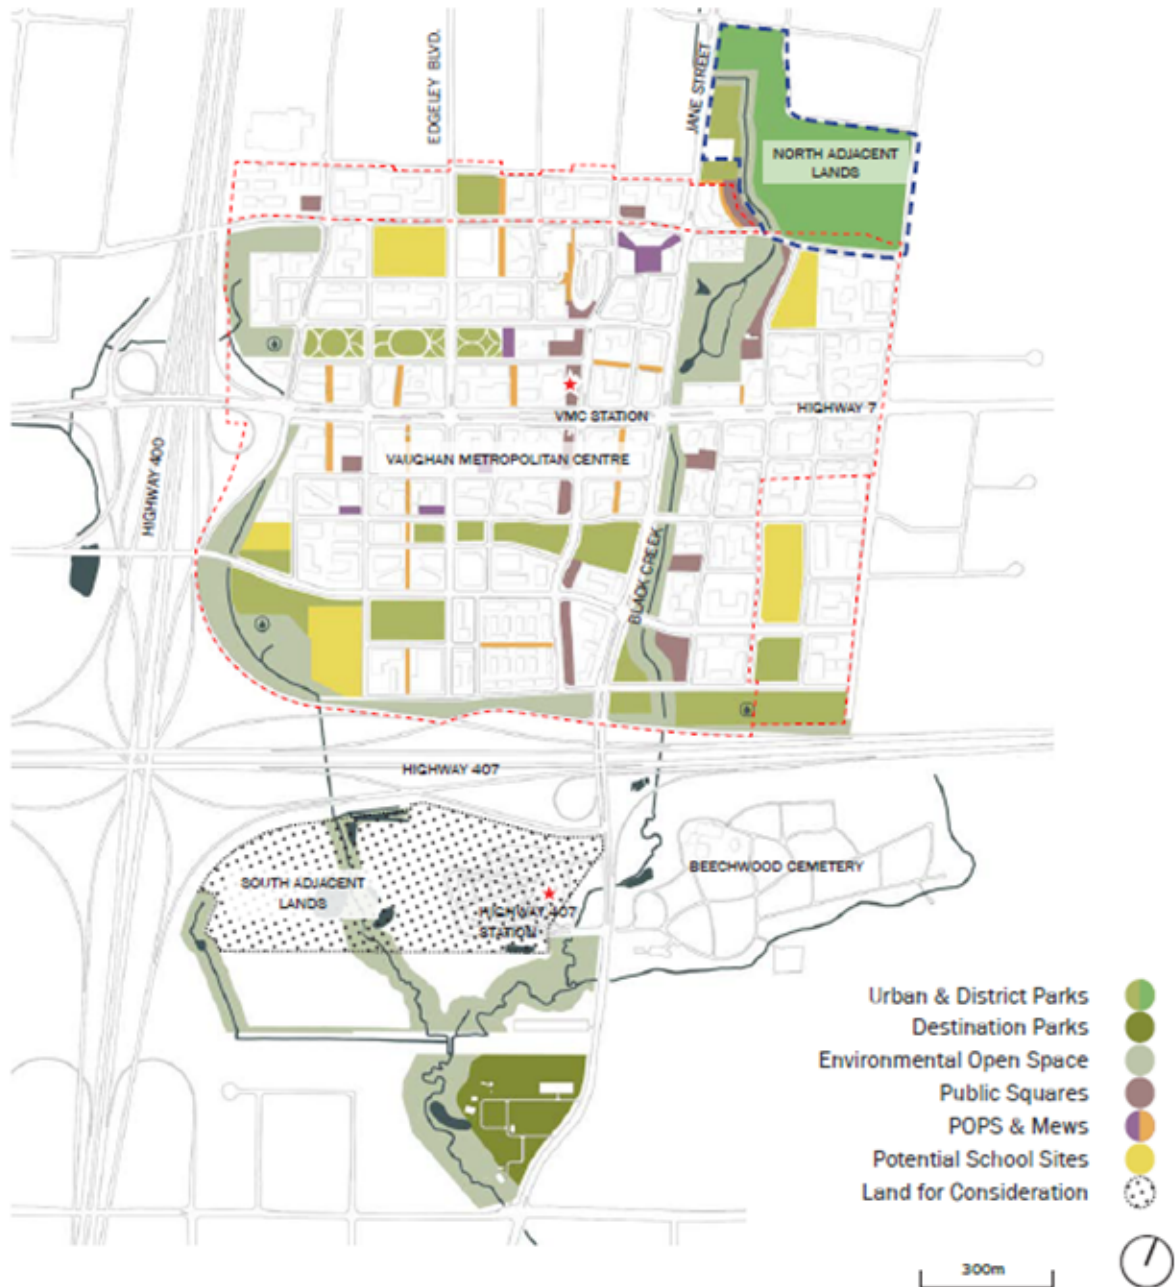 EDGELEY BLVD.
JANE STREET
NORTH ADJACENT
LANDS
VMC STATION
HIGHWAY 7
VAUGHAN METROPOLITAN CENTRE
HIGHWAY 400
BLACK CREEK
HIGHWAY 407
BEECHWOOD CEMETERY
SOUTH ADJACENT
LANDS
HIGHWAY 407
STATION
Urban & District Parks
Destination Parks
Environmental Open Space
Public Squares
POPS & Mews
Potential School Sites
Land for Consideration
300m